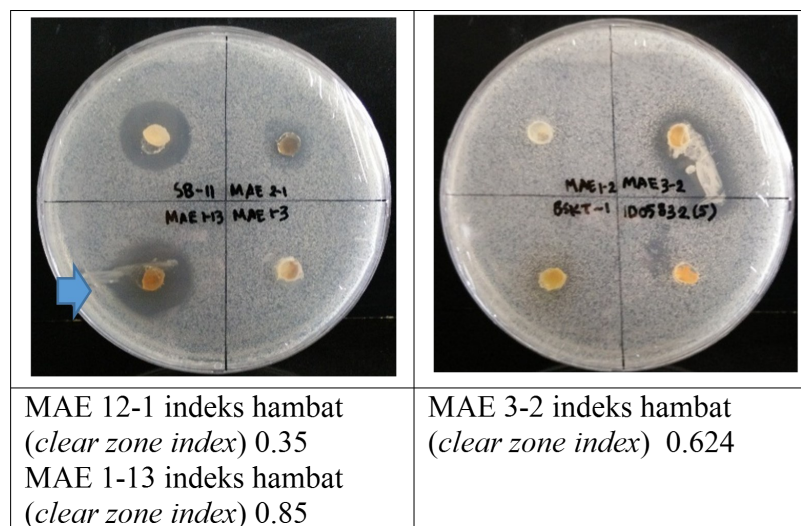 SB-11 MAE 2-1
MAE 1-13 MAE 1-3
MAE 1-2 MAE 3-2
BSKT-1 ID05832(5)
MAE 12-1 indeks hambat
(clear zone index) 0.35
MAE 1-13 indeks hambat
(clear zone index) 0.85
MAE 3-2 indeks hambat
(clear zone index) 0.624